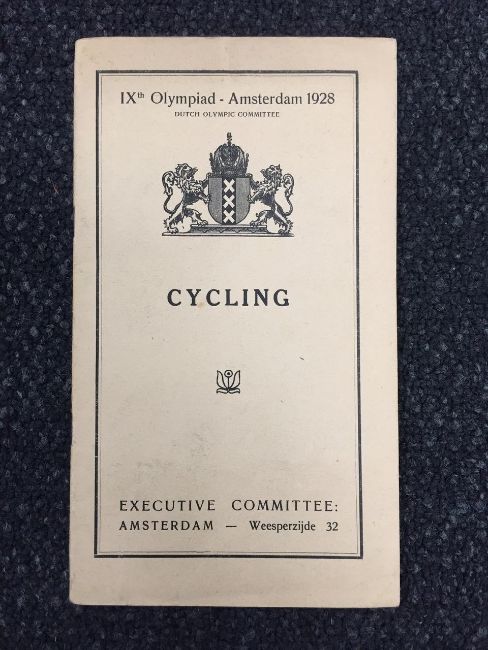 IXth Olympiad - Amsterdam 1928
DUTCH OLYMPIC COMMITTEE
CYCLING
EXECUTIVE COMMITTEE:
AMSTERDAM — Weesperzijde 32